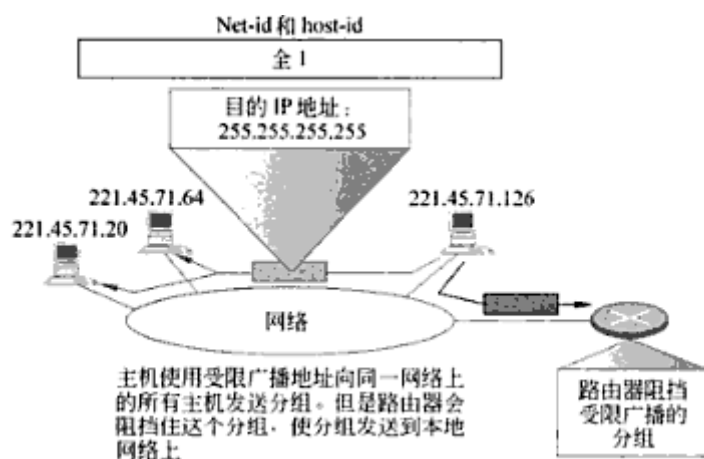 Net-id 和 host-id
全 1
目的 IP 地址：
255.255.255.255
221.45.71.64
221.45.71.126
221.45.71.20
网络
主机使用受限广播地址向同一网络上
的所有主机发送分组。但是路由器会
阻挡住这个分组，使分组发送到本地
网络上
路由器阻挡
受限广播的
分组